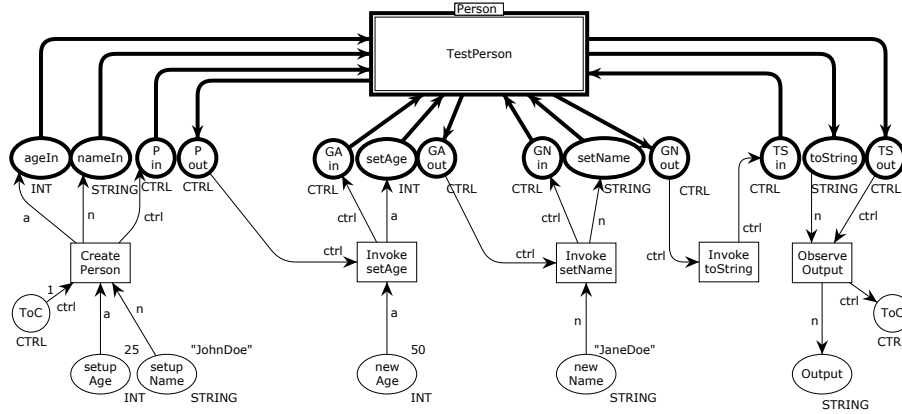 Person
TestPerson
ageIn
nameIn
P
in
P
out
GA
in
setAge
GA
out
GN
in
setName
GN
out
TS
in
toString
TS
out
INT
STRING
CTRL
CTRL
CTRL
INT
CTRL
CTRL
STRING
CTRL
CTRL
STRING
CTRL
a
n
ctrl
ctrl
a
ctrl
n
ctrl
n
ctrl
ctrl
ctrl
ctrl
Create
Person
Invoke
setAge
Invoke
setName
Invoke
toString
Observe
Output
1
ctrl
ToC
CTRL
a
n
a
n
n
ctrl
ToC
CTRL
25
"JohnDoe"
50
"JaneDoe"
setup
Age
setup
Name
new
Age
new
Name
Output
INT
STRING
INT
STRING
STRING